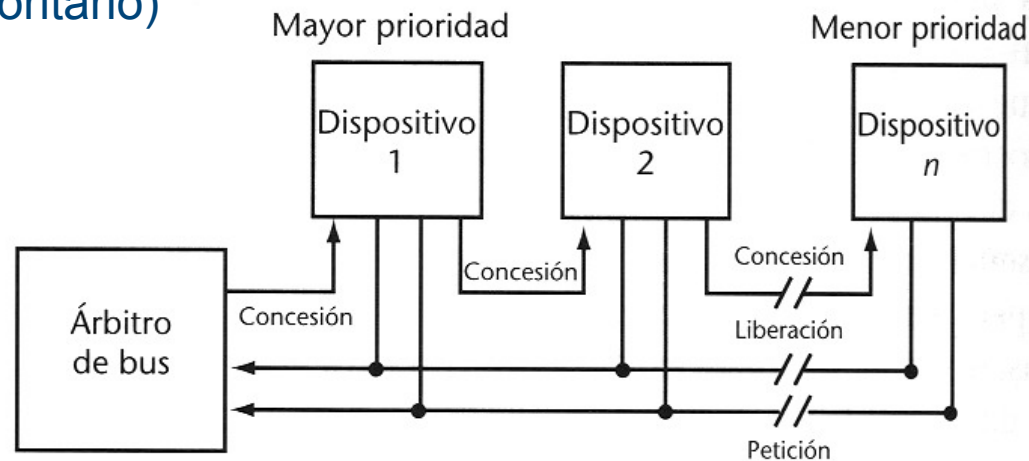 Mayor prioridad
Menor prioridad
Dispositivo
1
Dispositivo
2
Dispositivo
n
Árbitro
de bus
Concesión
Concesión
Concesión
Liberación
Petición